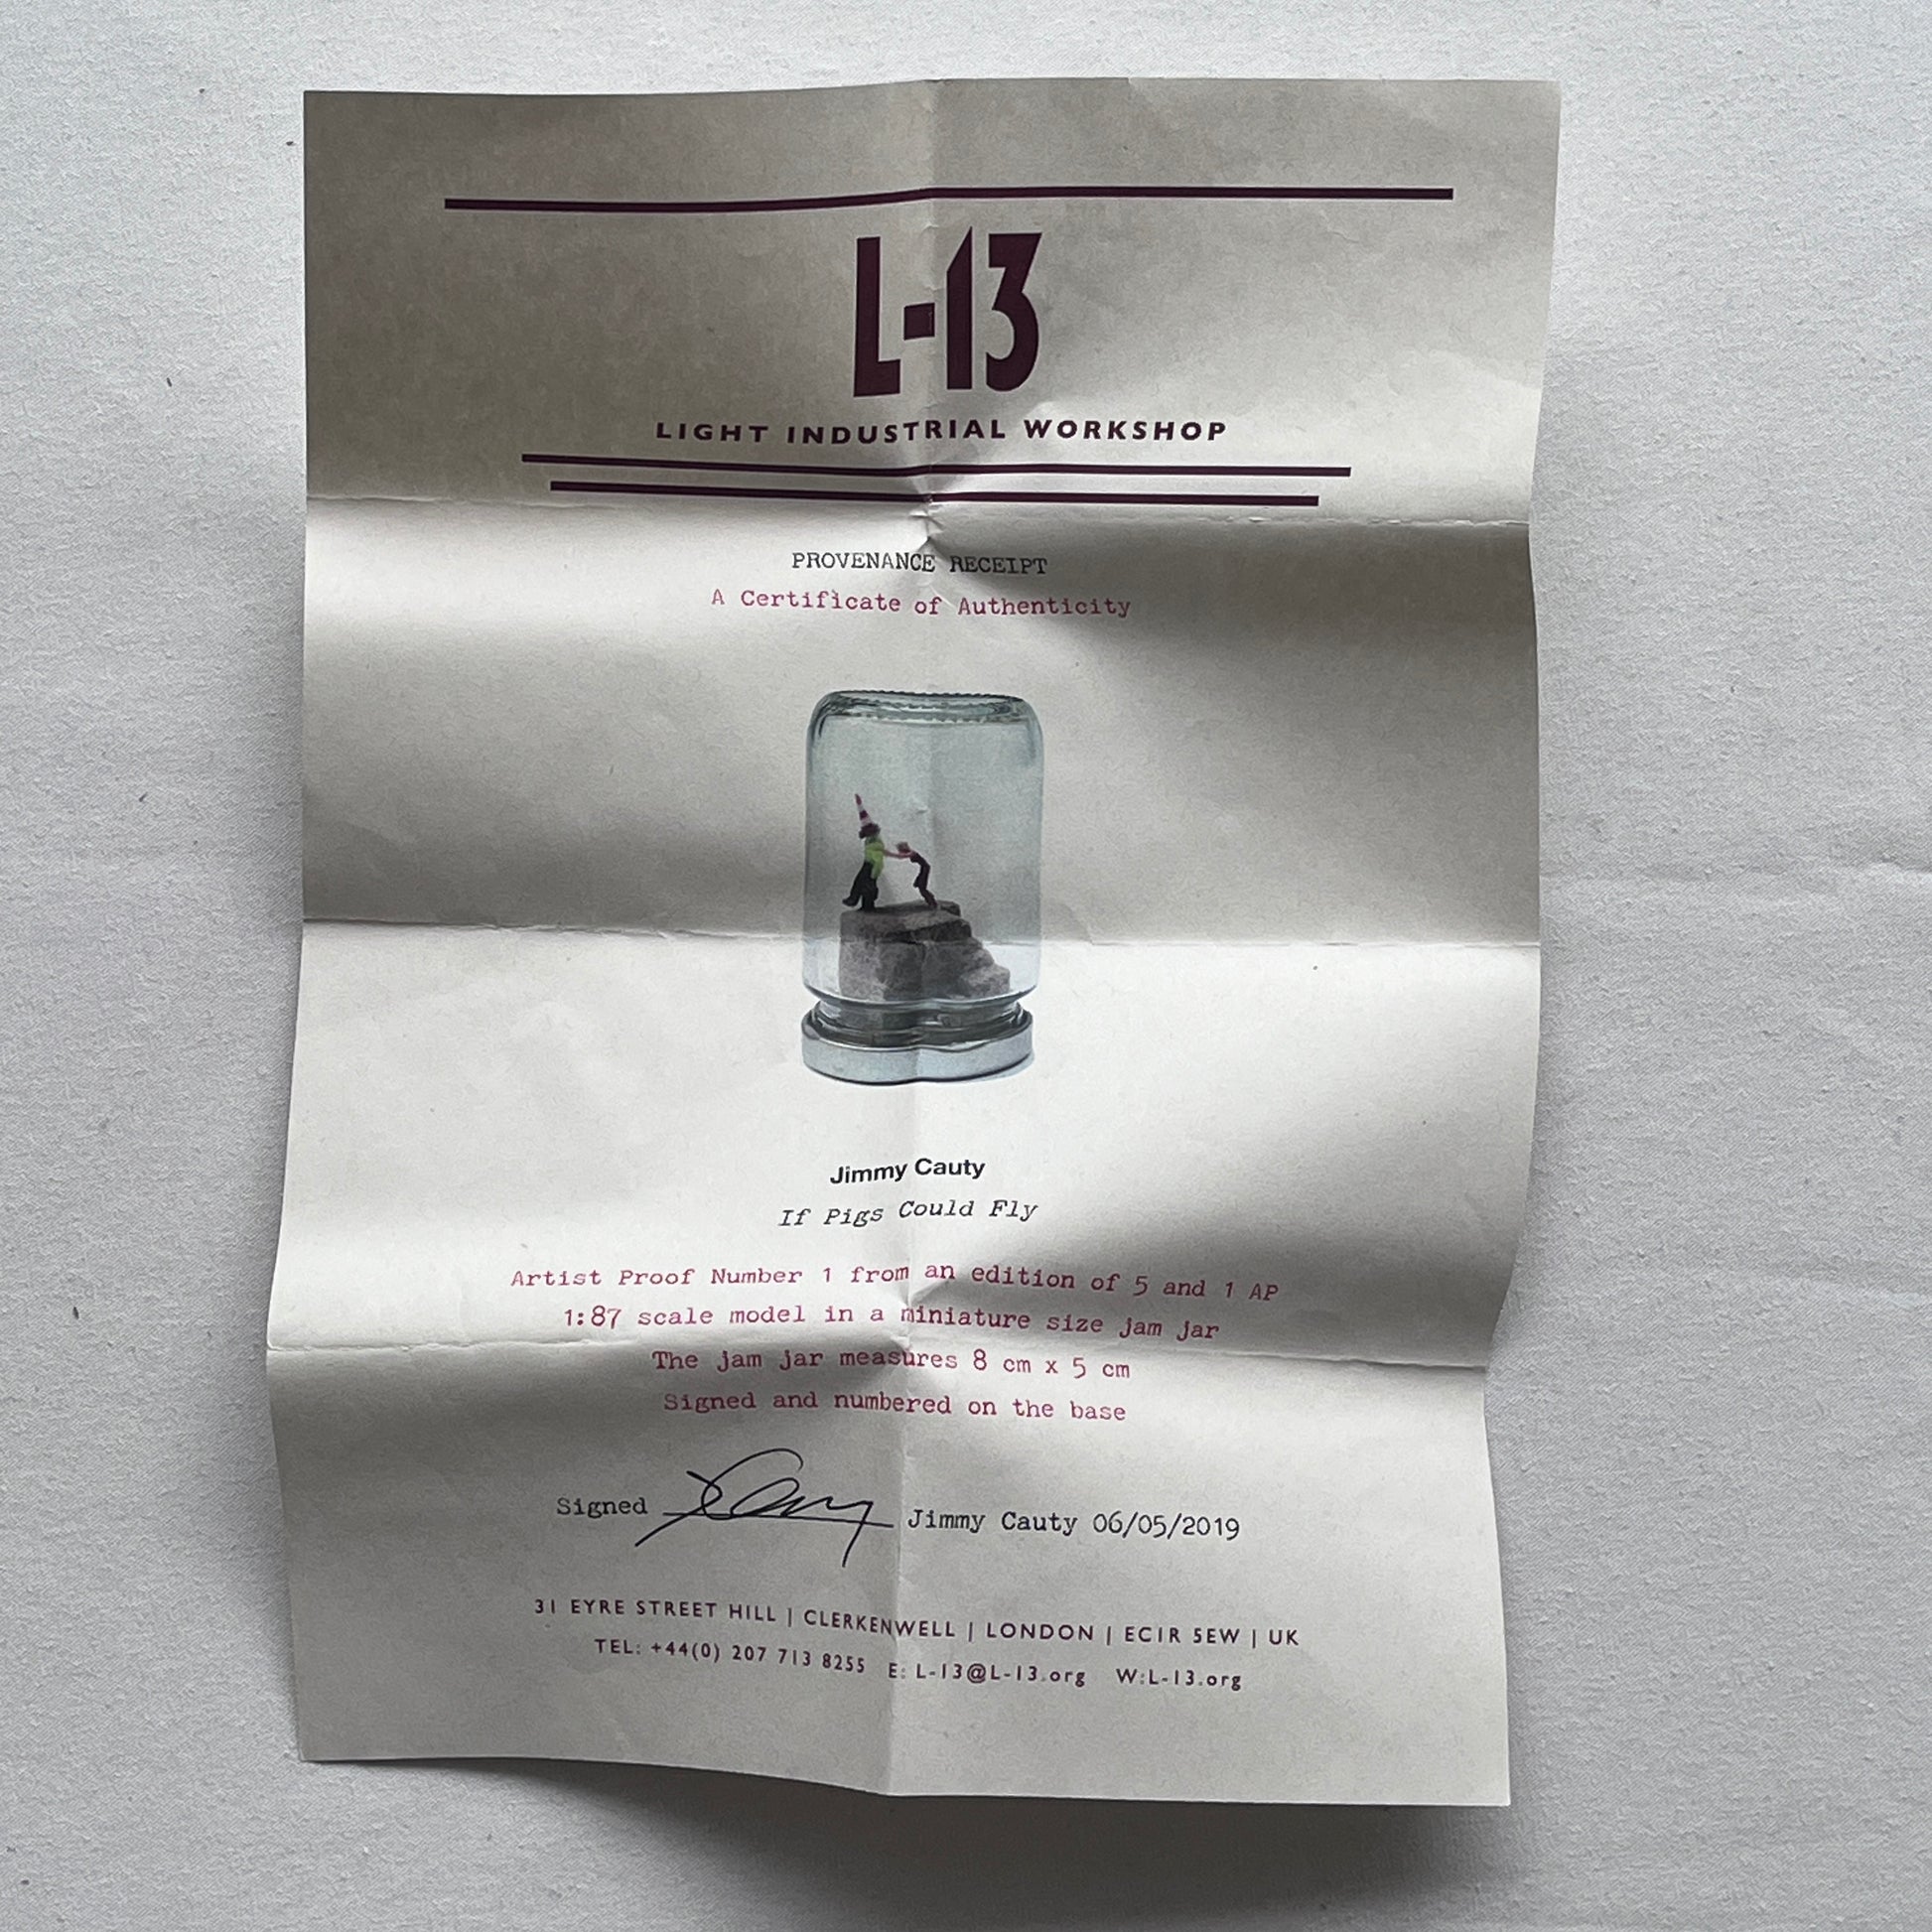 L-13
LIGHT INDUSTRIAL WORKSHOP
PROVENANCE RECEIPT
A Certificate of Authenticity
Jimmy Cauty
If Pigs Could Fly
Artist Proof Number 1 from an edition of 5 and 1 AP
1:87 scale model in a miniature size jam jar
The jam jar measures 8 cm x 5 cm
Signed and numbered on the base
Signed Cauty Jimmy Cauty 06/05/2019
31 EYRE STREET HILL | CLERKENWELL | LONDON | EC1R 5EW | UK
TEL: +44(0) 207 713 8255 E: L-13@L-13.org W:L-13.org